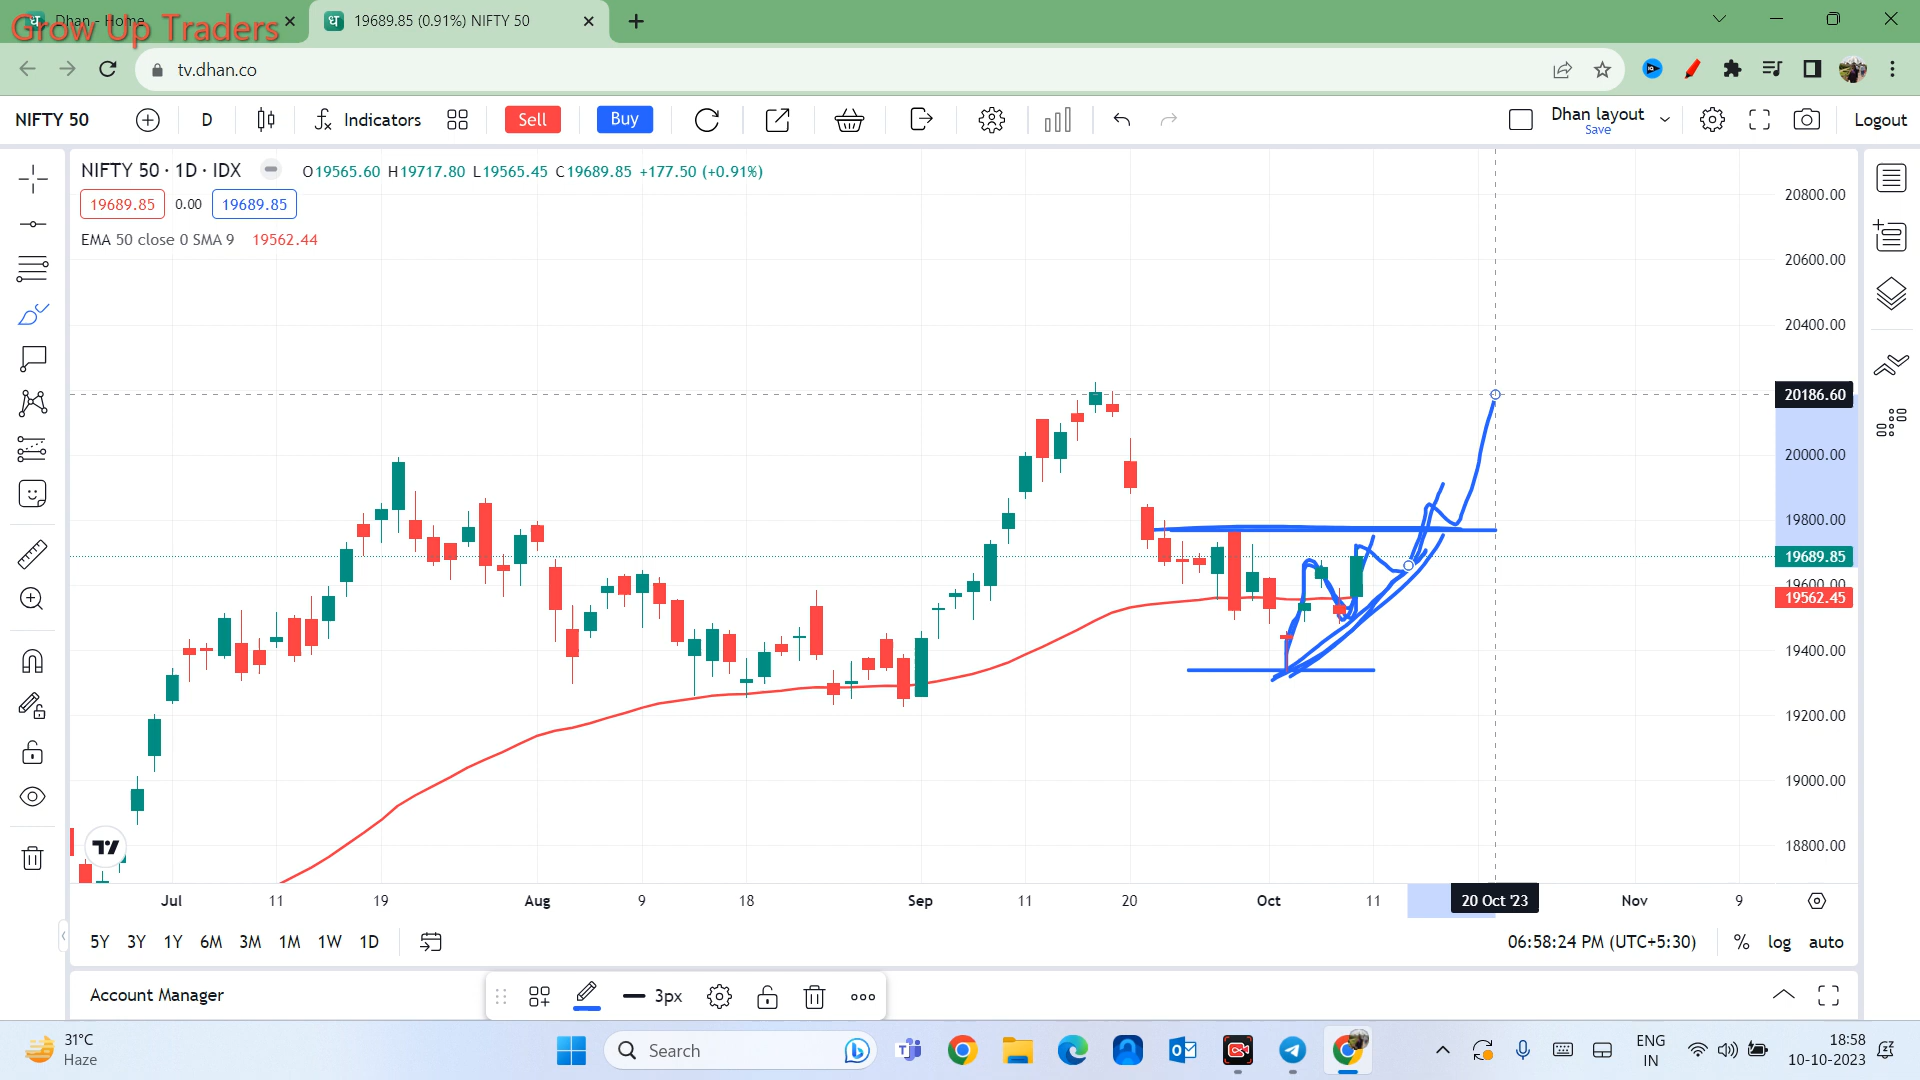 Dhan - Home
19689.85 (0.91%) NIFTY 50
Grow Up Traders
tv.dhan.co
NIFTY 50
D
Indicators
Sell
Buy
Dhan layout
Save
Logout
NIFTY 50 · 1D · IDX
O19565.60 H19717.80 L19565.45 C19689.85 +177.50 (+0.91%)
19689.85 0.00 19689.85
EMA 50 close 0 SMA 9 19562.44
20800.00
20600.00
20400.00
20186.60
20000.00
19800.00
19689.85
19600.00
19562.45
19400.00
19200.00
19000.00
18800.00
Jul 11 19 Aug 9 18 Sep 11 20 Oct 11 20 Oct '23 Nov 9
5Y 3Y 1Y 6M 3M 1M 1W 1D
06:58:24 PM (UTC+5:30) % log auto
Account Manager
3px
31°C
Haze
Search
ENG
IN
18:58
10-10-2023